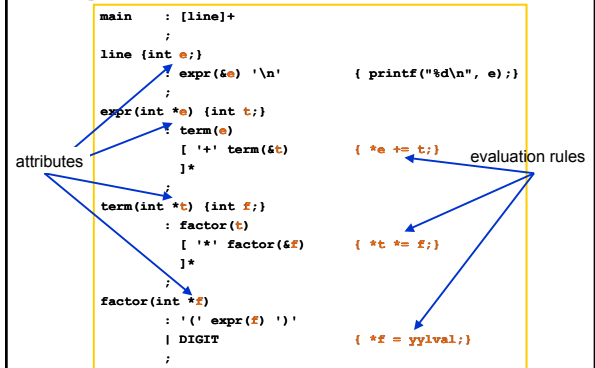 main : [line]+
;
line {int e;}
: expr(&e) '\n' { printf("%d\n", e);}
;
expr(int *e) {int t;}
: term(e)
[ '+' term(&t) { *e += t;}
]*
;
term(int *t) {int f;}
: factor(t)
[ '*' factor(&f) { *t *= f;}
]*
;
factor(int *f)
: '(' expr(f) ')'
| DIGIT { *f = yylval;}
;
attributes
evaluation rules